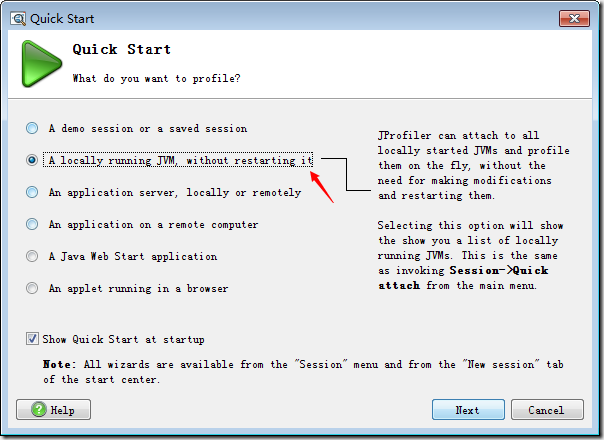 Quick Start
Quick Start
What do you want to profile?
A demo session or a saved session
A locally running JVM, without restarting it
An application server, locally or remotely
An application on a remote computer
A Java Web Start application
An applet running in a browser
JProfiler can attach to all
locally started JVMs and profile
them on the fly, without the
need for making modifications
and restarting them.
Selecting this option will show
the show you a list of locally
running JVMs. This is the same
as invoking Session->Quick
attach from the main menu.
Show Quick Start at startup
Note: All wizards are available from the "Session" menu and from the "New session" tab
of the start center.
Help
Next
Cancel